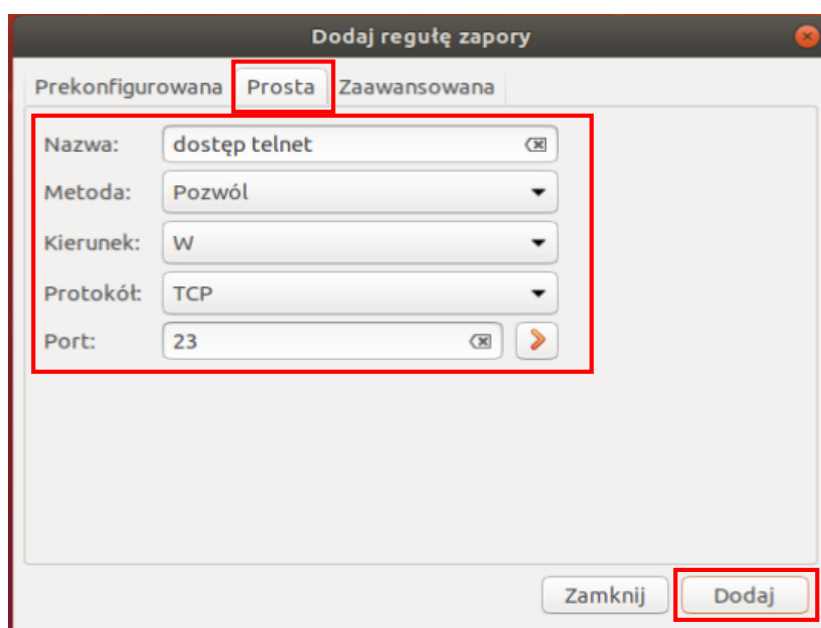 Dodaj regułę zapory
Prekonfigurowana Prosta Zaawansowana
Nazwa: dostęp telnet
Metoda: Pozwól
Kierunek: W
Protokół: TCP
Port: 23
Zamknij Dodaj